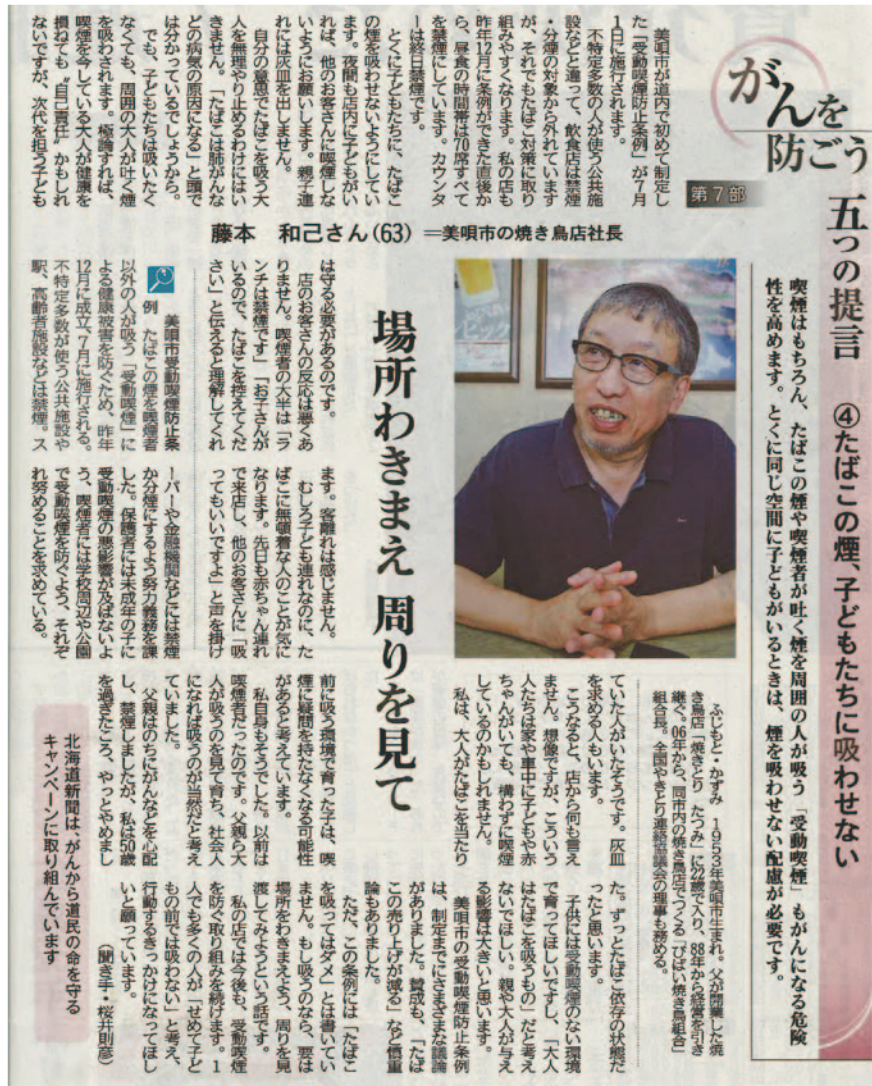 がんを
防ごう
第7部
五つの提言　④たばこの煙、子どもたちに吸わせない
喫煙はもちろん、たばこの煙や喫煙者が吐く煙を周囲の人が吸う「受動喫煙」もがんになる危険
性を高めます。とくに同じ空間に子どもがいるときは、煙を吸わせない配慮が必要です。
藤本　和己さん(63)＝美唄市の焼き鳥店社長
場所わきまえ 周りを見て
ふじもと・かずみ　1953年美唄市生まれ。父が開業した焼
き鳥店「焼きとり　たつみ」に22歳で入り、88年から経営を引き
継ぐ。06年から、同市内の焼き鳥店でつくる「びばい焼き鳥組合」
組合長。全国やきとり連絡協議会の理事も務める。
美唄市が道内で初めて制定し
た「受動喫煙防止条例」が7月
1日に施行されます。
不特定多数の人が使う公共施
設などと違って、飲食店は禁煙
・分煙の対象から外れています
が、それでもたばこ対策に取り
組みやすくなります。私の店も
昨年12月に条例ができた直後か
ら、昼食の時間帯は70席すべて
を禁煙にしています。カウンタ
ーは終日禁煙です。
とくに子どもたちに、たばこ
の煙を吸わせないようにしてい
ます。夜間も店内に子どもがい
れば、他のお客さんに喫煙しな
いようにお願いします。親子連
れには灰皿を出しません。
自分の意思でたばこを吸う大
人を無理やり止めるわけにはい
きません。「たばこは肺がんな
どの病気の原因になる」と頭で
は分かっているでしょうから。
でも、子どもたちは吸いたく
なくても、周囲の大人が吐く煙
を吸わされます。極論すれば、
喫煙を今している大人が健康を
損ねても〝自己責任〟かもしれ
ないですが、次代を担う子ども
は守る必要があるのです。
店のお客さんの反応は悪くあ
りません。喫煙者の大半は「ラ
ンチは禁煙です」「お子さんが
いるので、たばこを控えてくだ
さい」と伝えると理解してくれ
ます。客離れは感じません。
むしろ子ども連れなのに、た
ばこに無頓着な人のことが気に
なります。先日も赤ちゃん連れ
で来店し、他のお客さんに「吸
ってもいいですよ」と声を掛け
ていた人がいたそうです。灰皿
を求める人もいます。
こうなると、店から何も言え
ません。想像ですが、こういう
人たちは家や車中に子どもや赤
ちゃんがいても、構わずに喫煙
しているのかもしれません。
私は、大人がたばこを当たり
前に吸う環境で育った子は、喫
煙に疑問を持たなくなる可能性
があると考えています。
私自身もそうでした。以前は
喫煙者だったのです。父親ら大
人が吸うのを見て育ち、社会人
になれば吸うのが当然だと考え
ていました。
父親はのちにがんなどを心配
し、禁煙しましたが、私は50歳
を過ぎたころ、やっとやめまし
た。ずっとたばこ依存の状態だ
ったと思います。
子供には受動喫煙のない環境
で育ってほしいですし、「大人
はたばこを吸うもの」だと考え
ないでほしい。親や大人が与え
る影響は大きいと思います。
美唄市の受動喫煙防止条例
は、制定までにさまざまな議論
がありました。賛成も、「たば
この売り上げが減る」など慎重
論もありました。
ただ、この条例には「たばこ
を吸ってはダメ」とは書いてい
ません。もし吸うのなら、要は
場所をわきまえよう、周りを見
渡してみようという話です。
私の店では今後も、受動喫煙
を防ぐ取り組みを続けます。1
人でも多くの人が「せめて子ど
もの前では吸わない」と考え、
行動するきっかけになってほし
いと願っています。
（聞き手・桜井則彦）
美唄市受動喫煙防止条
例　たばこの煙を喫煙者
以外の人が吸う「受動喫煙」に
よる健康被害を防ぐため、昨年
12月に成立、7月に施行される。
不特定多数が使う公共施設や
駅、高齢者施設などは禁煙。ス
ーパーや金融機関などには禁煙
か分煙にするよう努力義務を課
した。保護者には未成年の子に
受動喫煙の悪影響が及ばないよ
う、喫煙者には学校周辺や公園
で受動喫煙を防ぐよう、それぞ
れ努めることを求めている。
北海道新聞は、がんから道民の命を守る
キャンペーンに取り組んでいます